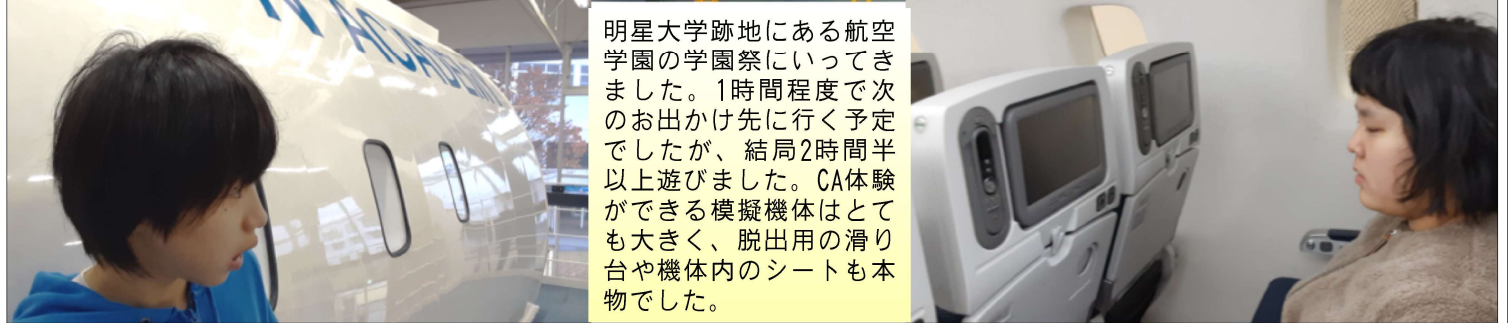 N ACADEMY
明星大学跡地にある航空
学園の学園祭にいってき
ました。1時間程度で次
のお出かけ先に行く予定
でしたが、結局2時間半
以上遊びました。CA体験
ができる模擬機体はとて
も大きく、脱出用の滑り
台や機体内のシートも本
物でした。